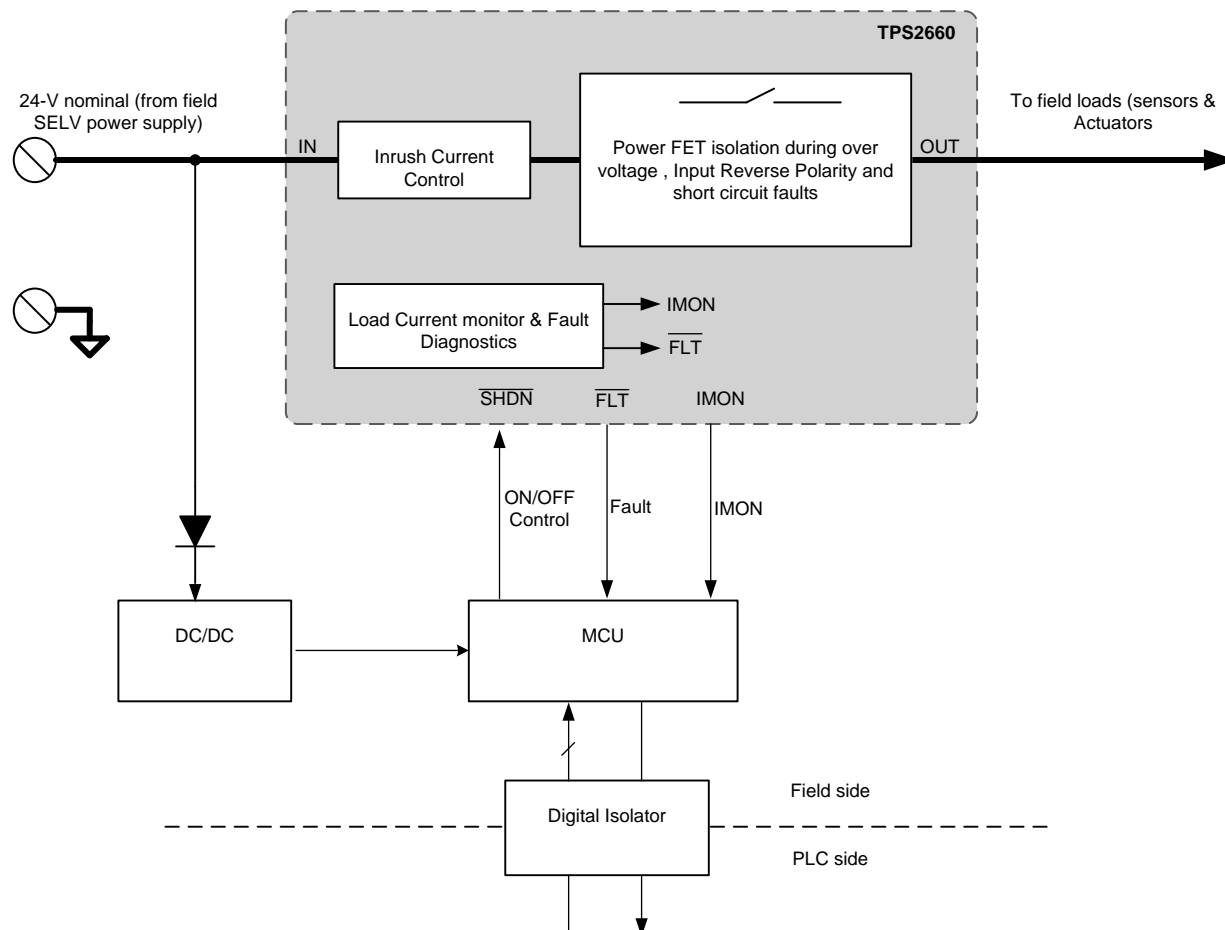 TPS2660
24-V nominal (from field
SELV power supply)
To field loads (sensors &
Actuators
IN
Inrush Current
Control
Power FET isolation during over
voltage , Input Reverse Polarity and
short circuit faults
OUT
Load Current monitor & Fault
Diagnostics
IMON
FLT
SHDN
FLT
IMON
ON/OFF
Control
Fault
IMON
DC/DC
MCU
Digital Isolator
Field side
PLC side